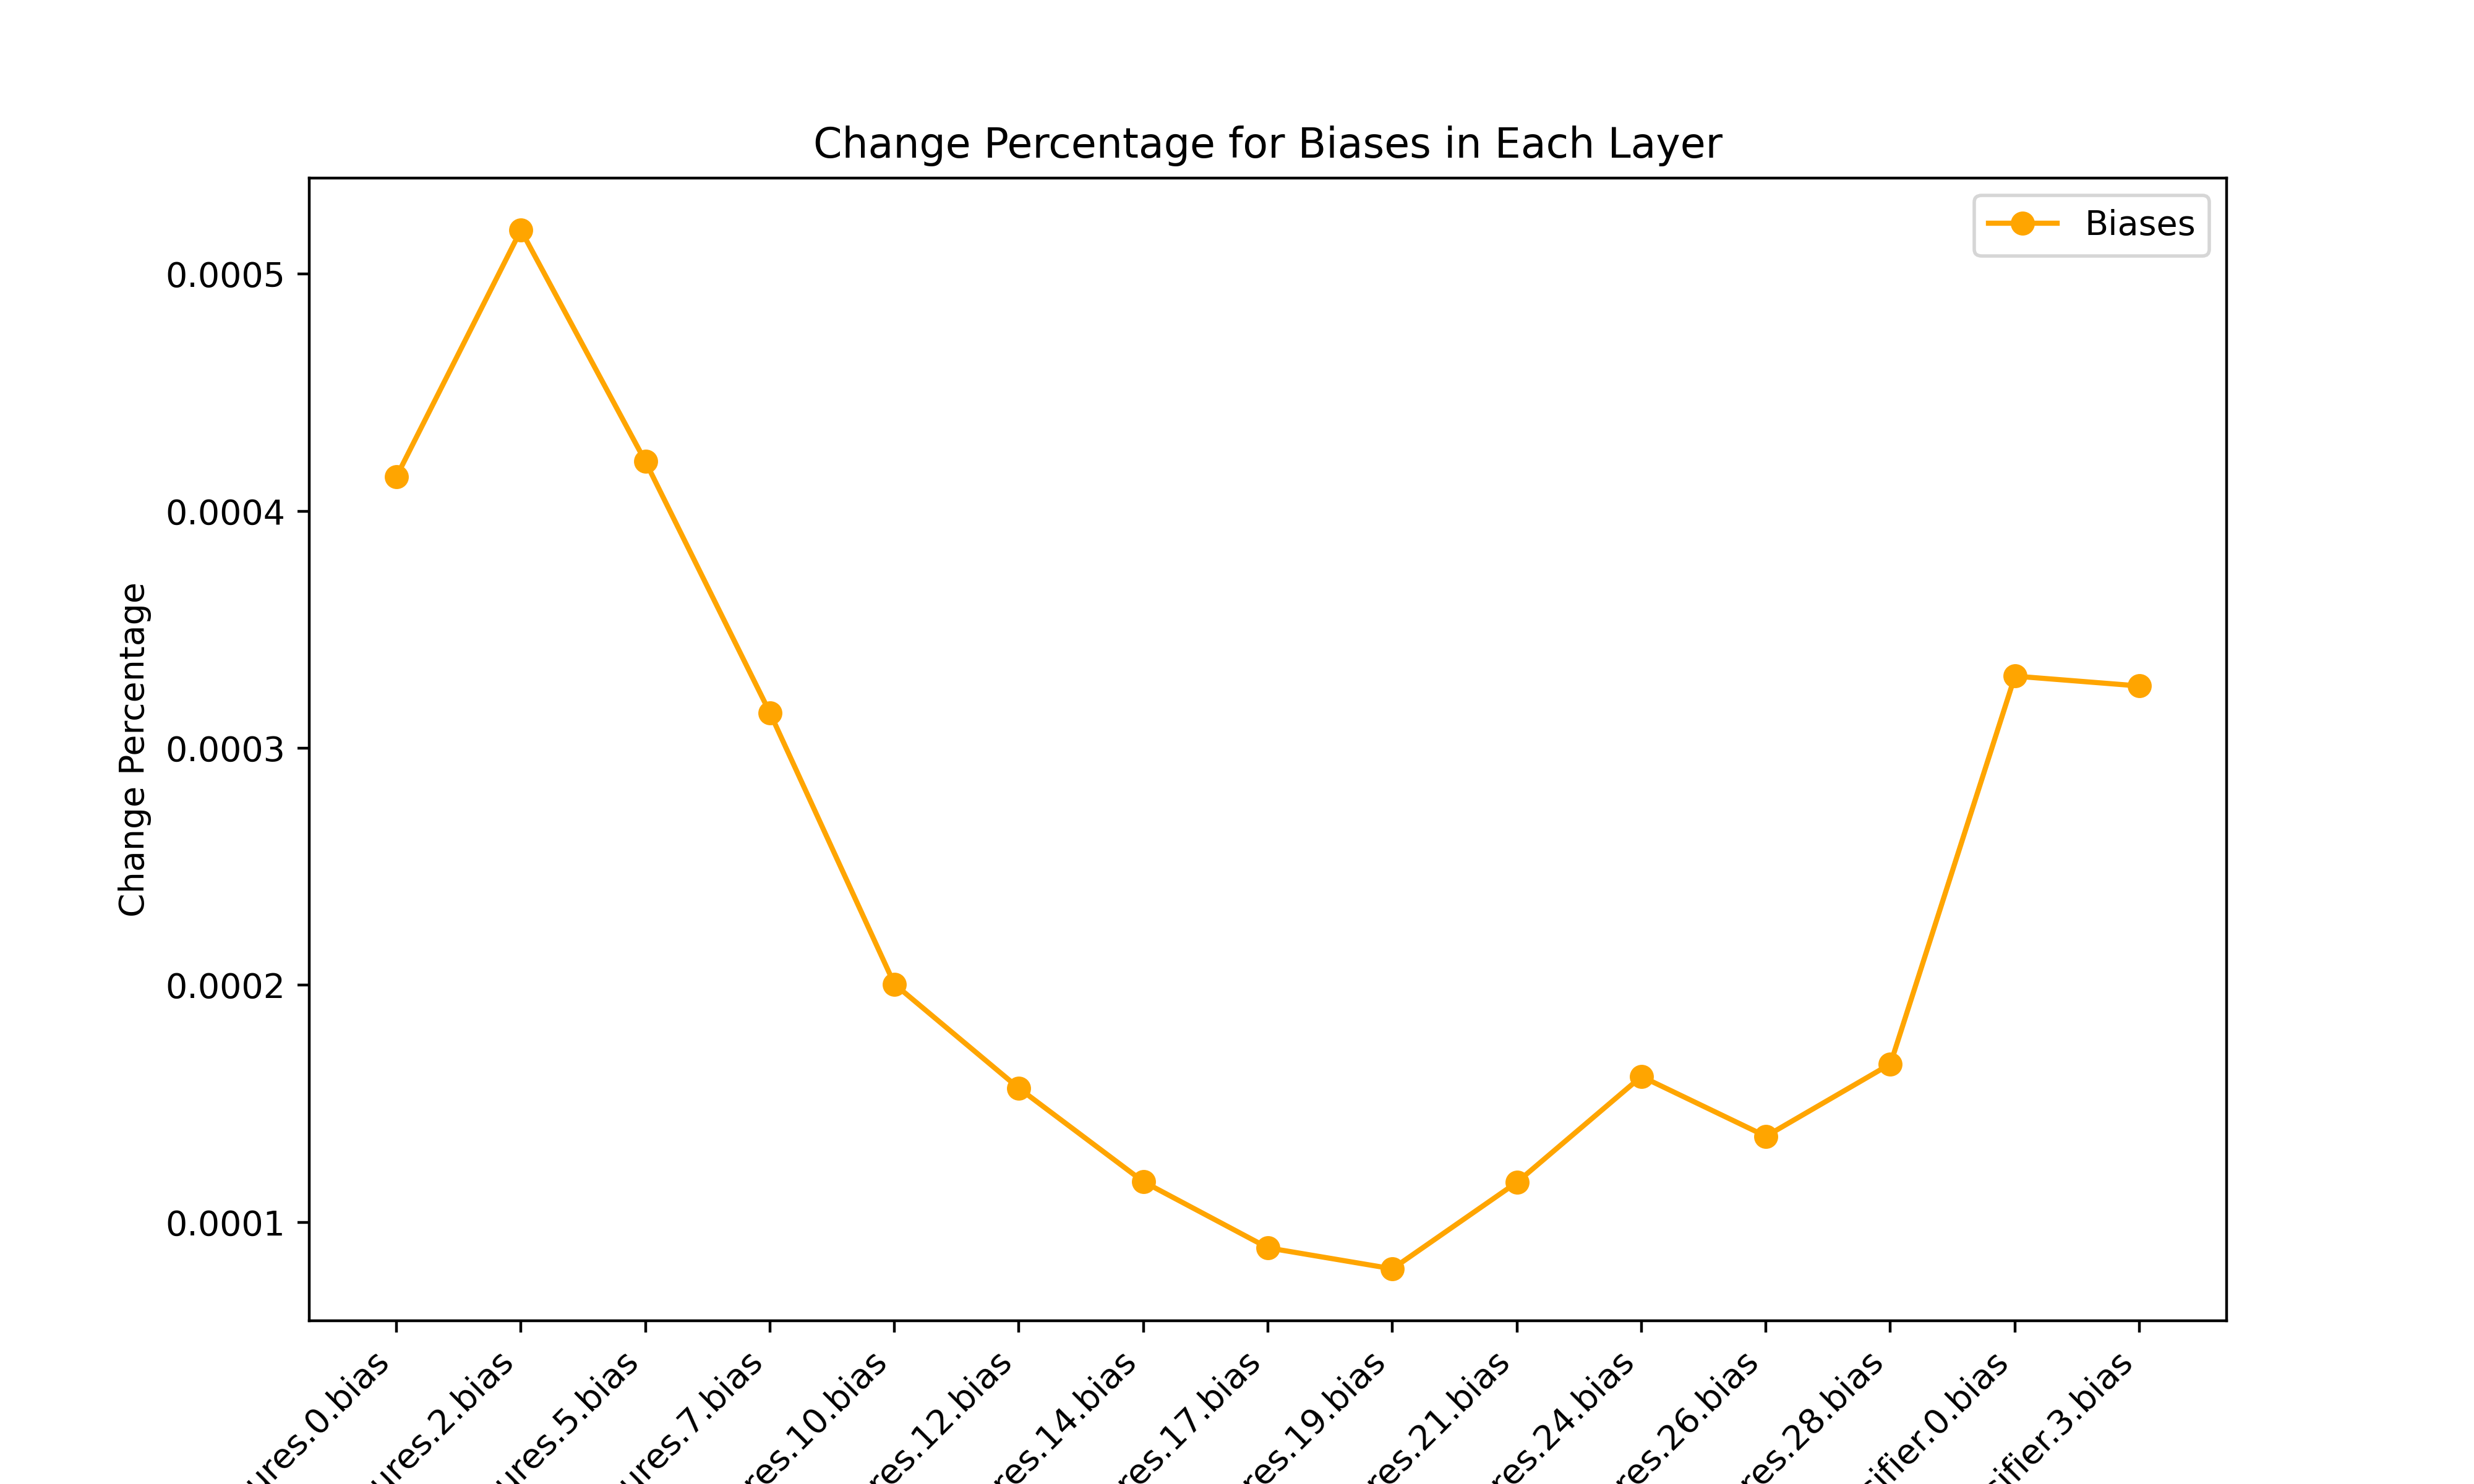 Change Percentage for Biases in Each Layer
Biases
Change Percentage
0.0005
0.0004
0.0003
0.0002
0.0001
ures.0.bias
ures.2.bias
ures.5.bias
ures.7.bias
res.10.bias
res.12.bias
res.14.bias
res.17.bias
res.19.bias
res.21.bias
res.24.bias
res.26.bias
res.28.bias
sifier.0.bias
sifier.3.bias